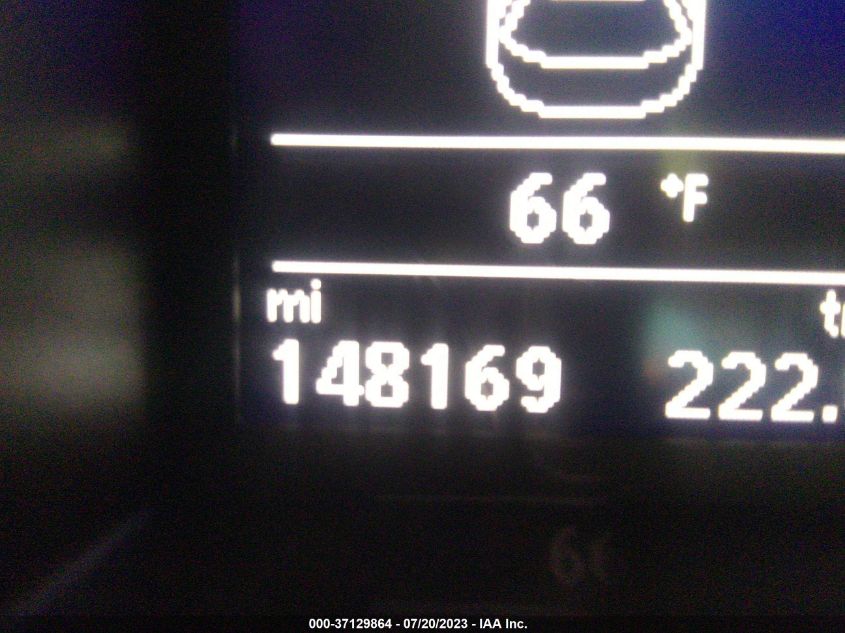 66 °F
mi
148169 222.
000-37129864 - 07/20/2023 - IAA Inc.